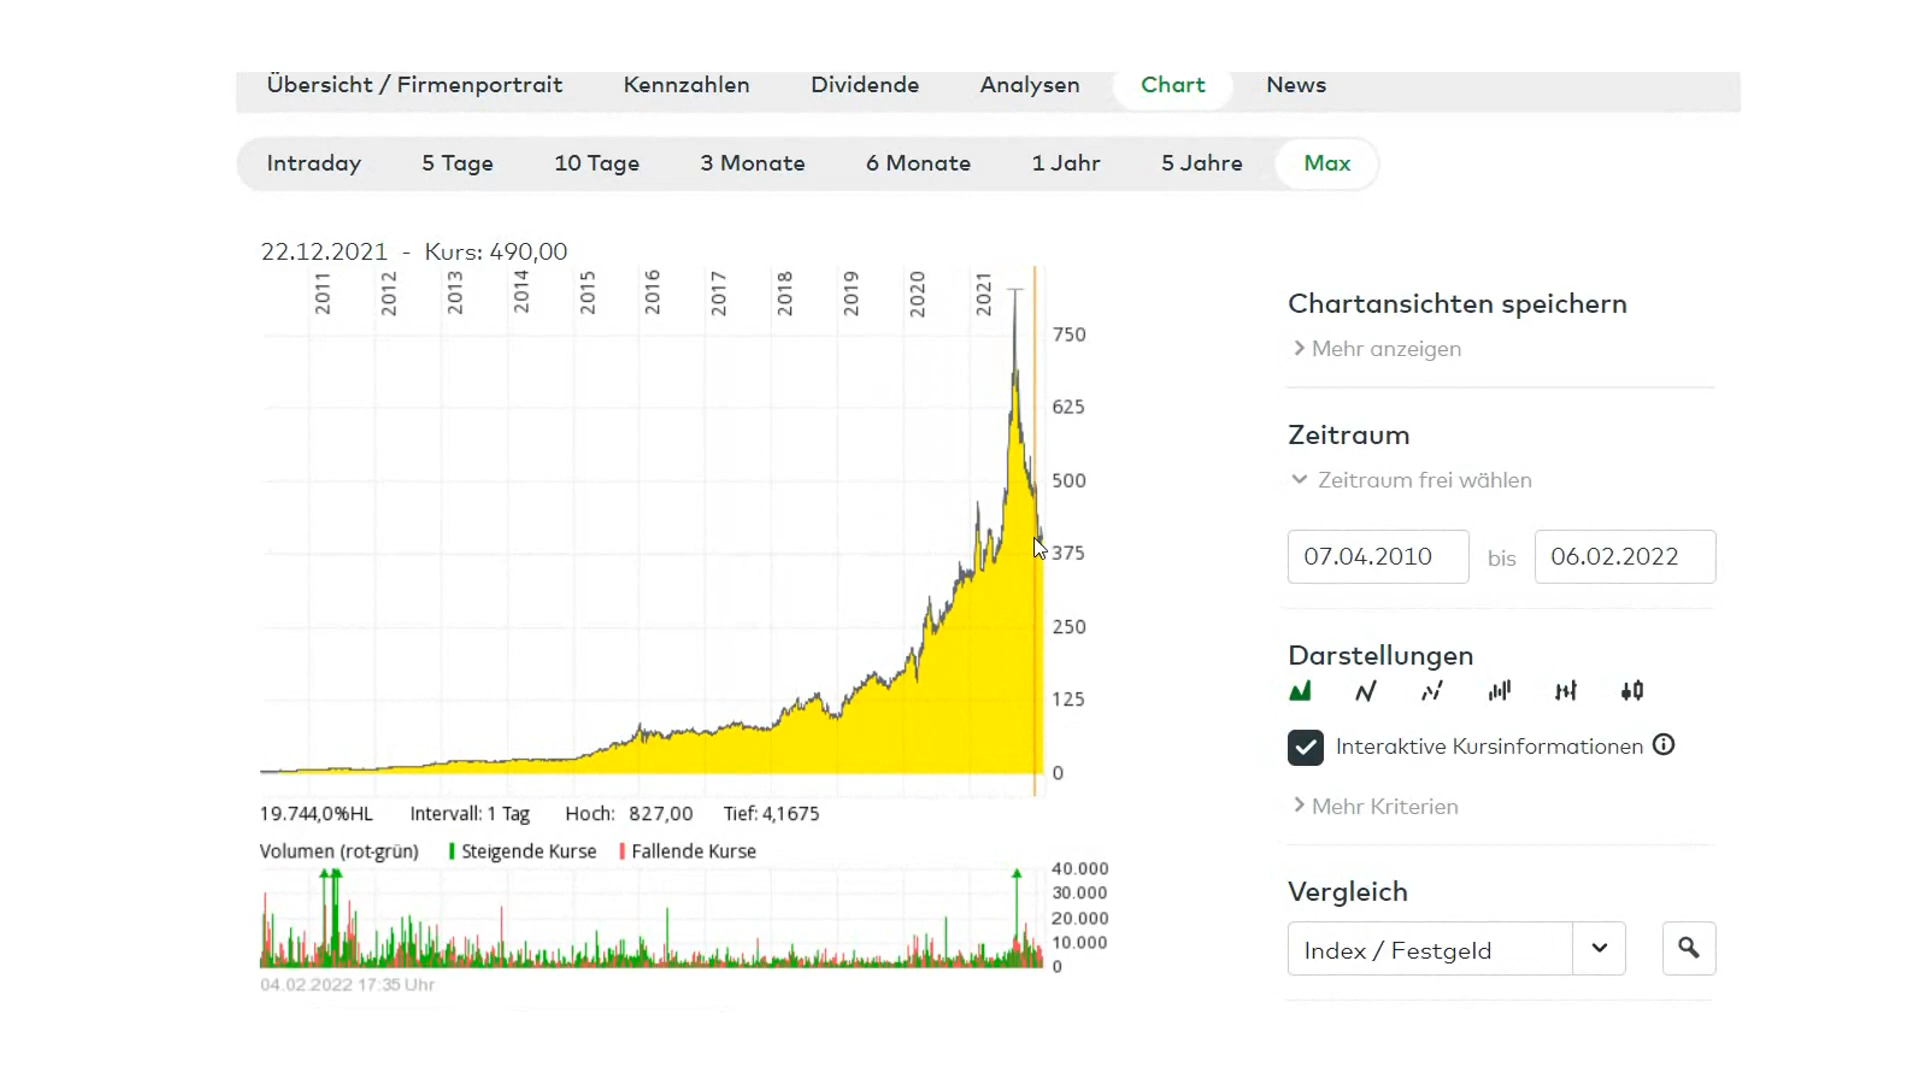 Übersicht / Firmenportrait Kennzahlen Dividende Analysen Chart News
Intraday 5 Tage 10 Tage 3 Monate 6 Monate 1 Jahr 5 Jahre Max
22.12.2021 - Kurs: 490,00
2011 2012 2013 2014 2015 2016 2017 2018 2019 2020 2021
750
625
500
375
250
125
0
19.744,0%HL Intervall: 1 Tag Hoch: 827,00 Tief: 4,1675
Volumen (rot-grün) Steigende Kurse Fallende Kurse
40.000
30.000
20.000
10.000
0
04.02.2022 17:35 Uhr
Chartansichten speichern
Mehr anzeigen
Zeitraum
Zeitraum frei wählen
07.04.2010 bis 06.02.2022
Darstellungen
Interaktive Kursinformationen
Mehr Kriterien
Vergleich
Index / Festgeld